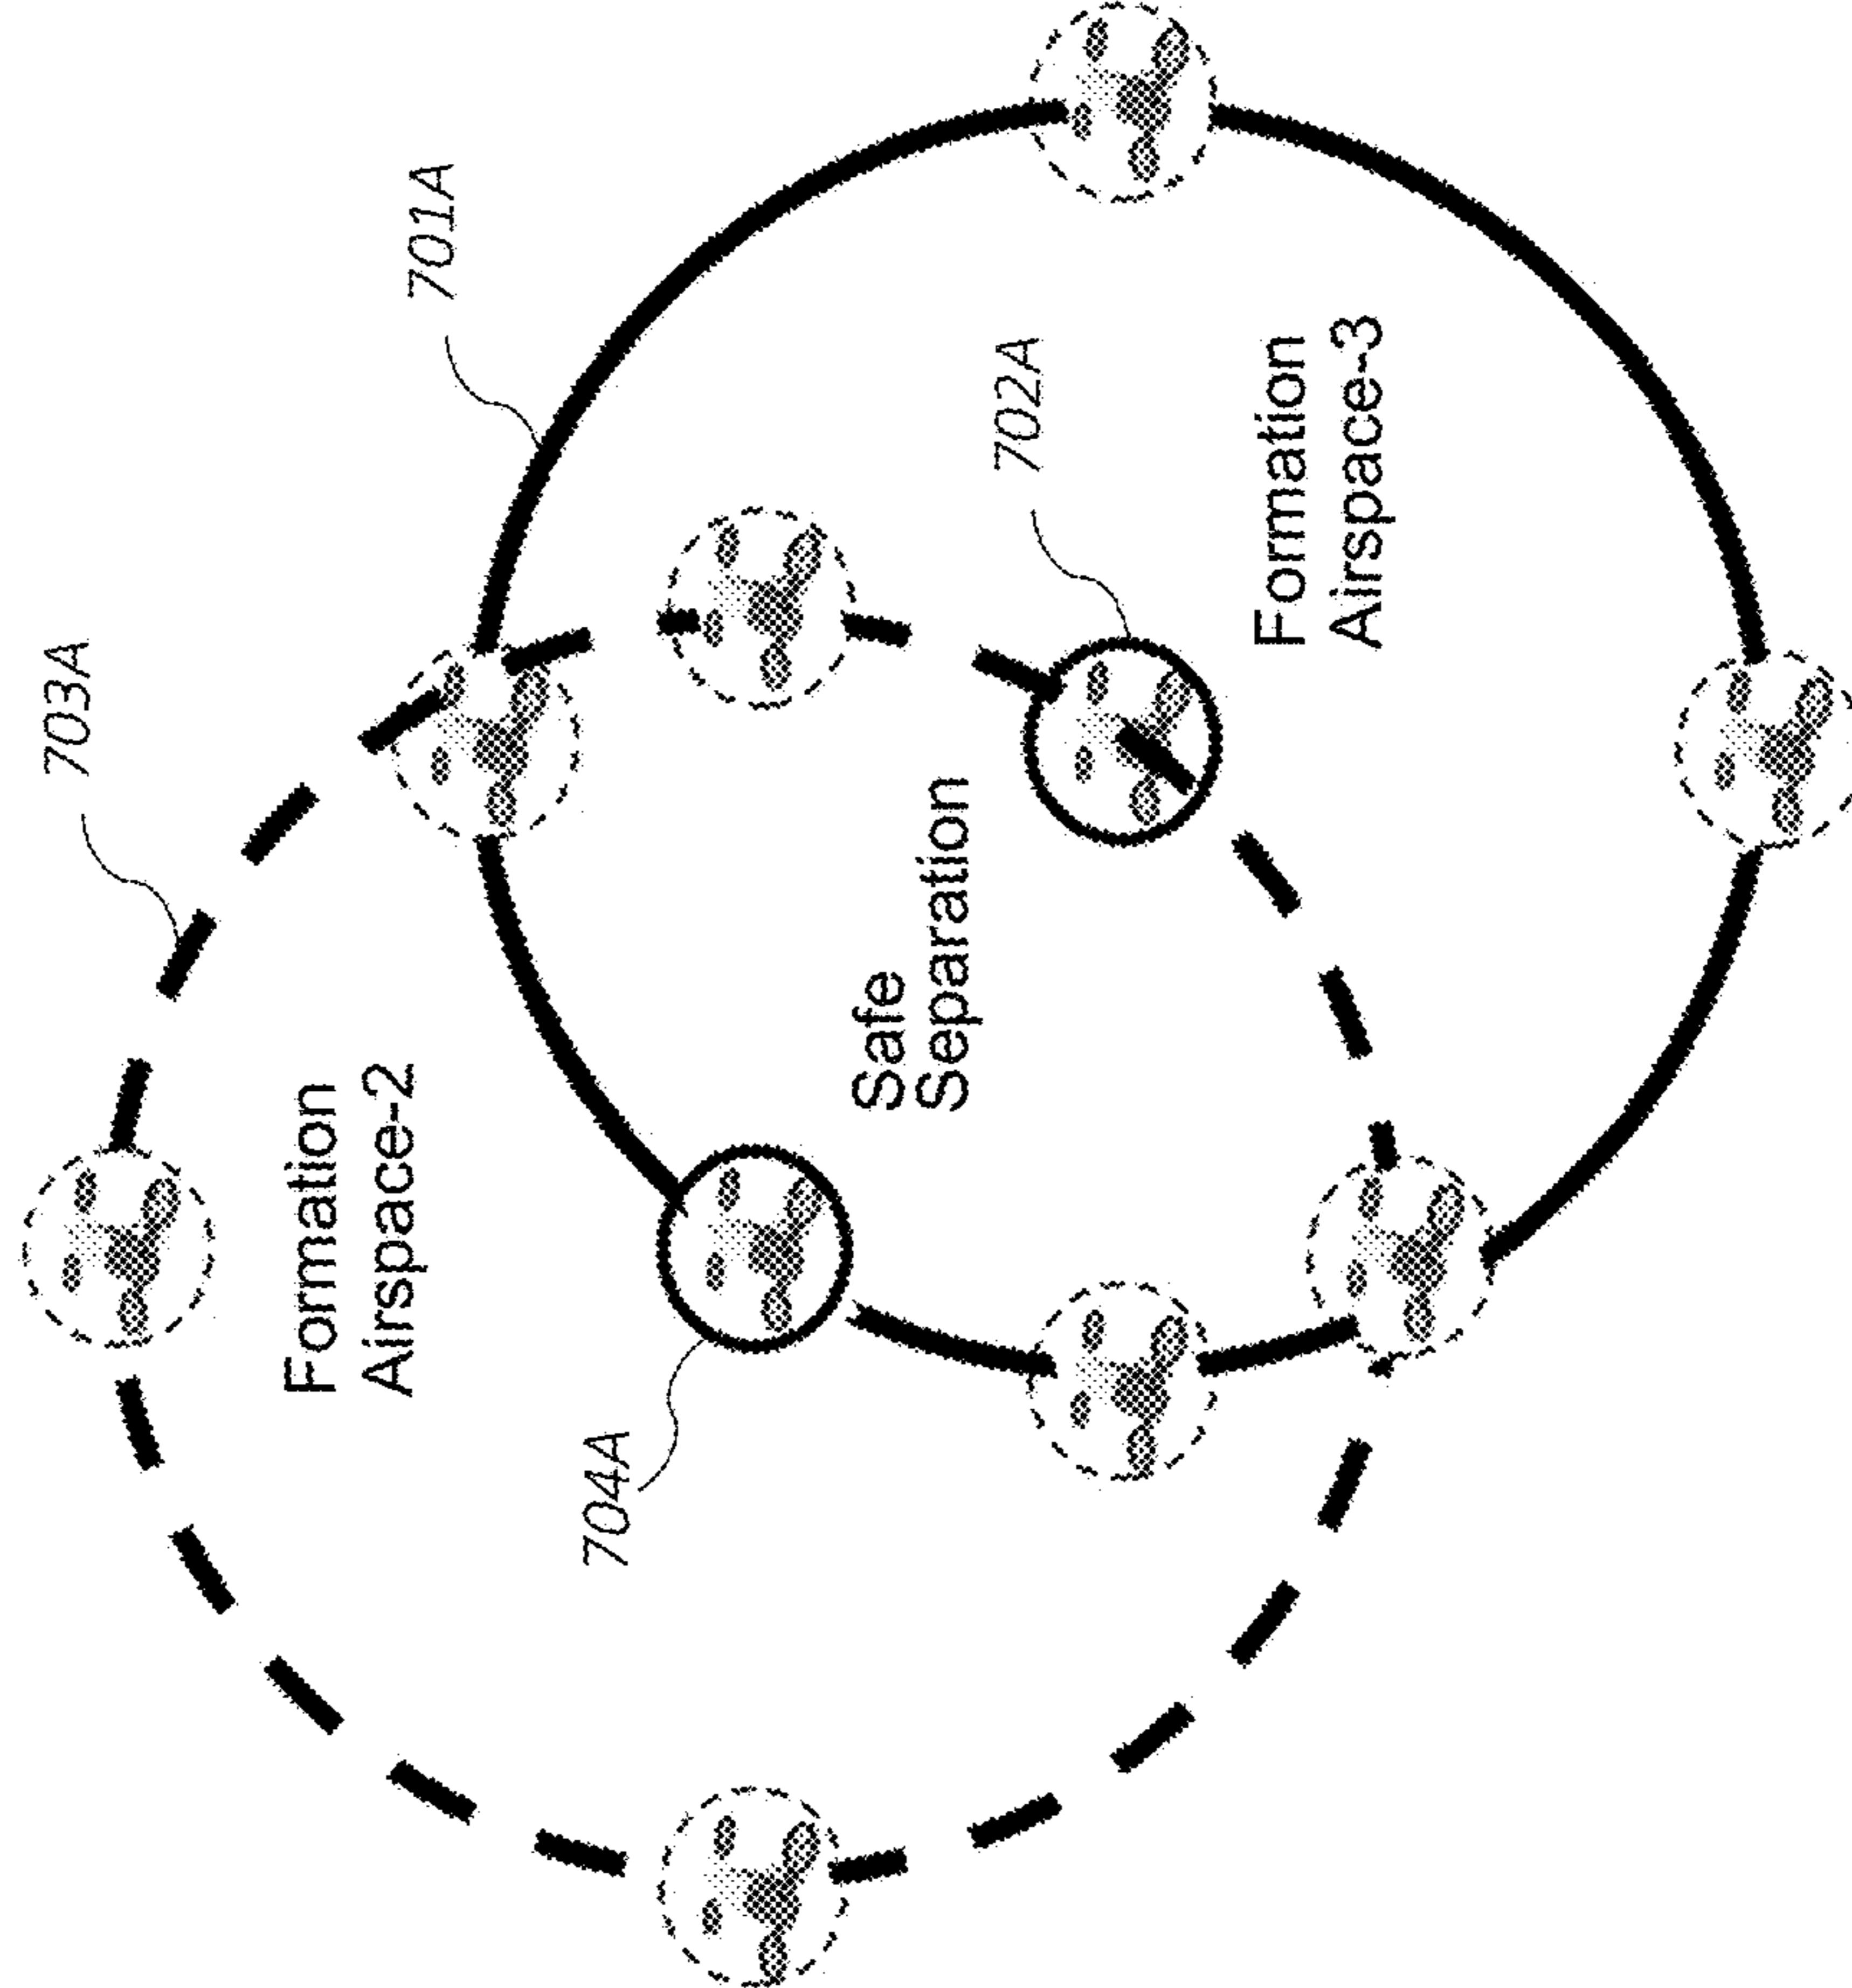 703A
Formation
Airspace-2
701A
704A
Safe
Separation
702A
Formation
Airspace-3